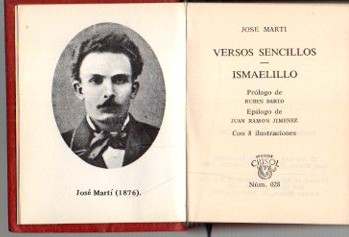 José Martí (1876).
JOSE MARTI
VERSOS SENCILLOS
—
ISMAELILLO
Prólogo de
RUBEN DARIO
Epílogo de
JUAN RAMON JIMENEZ
Con 8 ilustraciones
CRISOL
Núm. 028